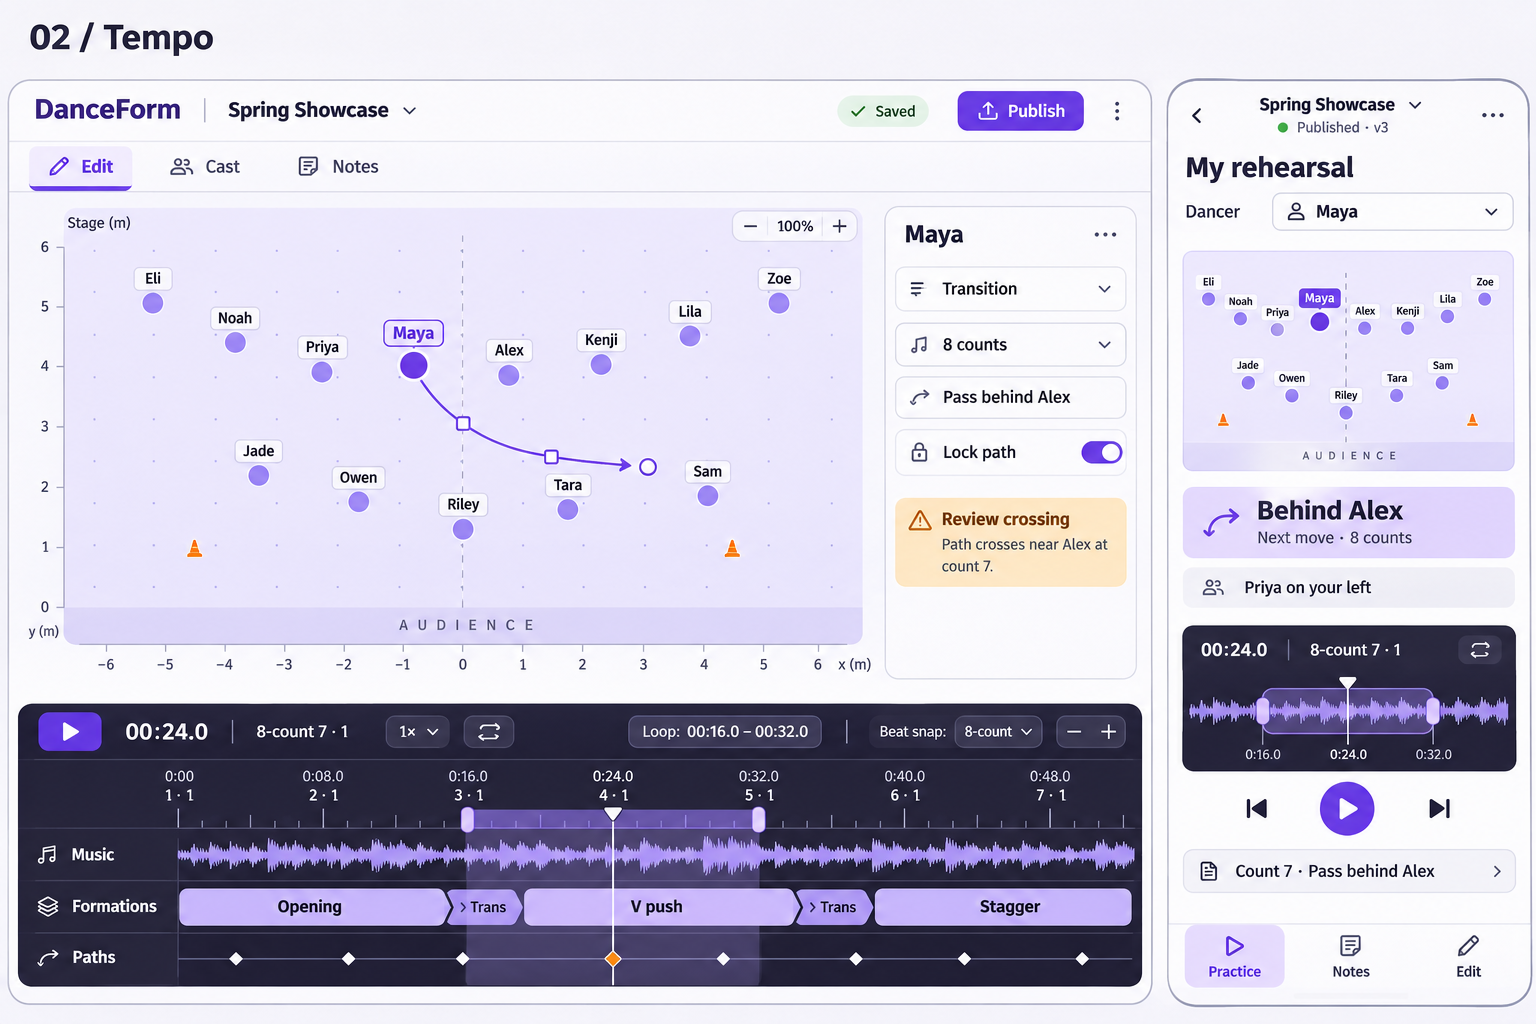 02 / Tempo
DanceForm
Spring Showcase
Saved
Publish
Edit
Cast
Notes
Stage (m)
100%
6
5
4
3
2
1
0
y (m)
Eli
Noah
Priya
Maya
Alex
Kenji
Lila
Zoe
Jade
Owen
Riley
Tara
Sam
AUDIENCE
−6 −5 −4 −3 −2 −1 0 1 2 3 4 5 6 x (m)
Maya
Transition
8 counts
Pass behind Alex
Lock path
Review crossing
Path crosses near Alex at
count 7.
00:24.0
8-count 7 · 1
1×
Loop: 00:16.0 – 00:32.0
Beat snap: 8-count
0:00 0:08.0 0:16.0 0:24.0 0:32.0 0:40.0 0:48.0
1 · 1 2 · 1 3 · 1 4 · 1 5 · 1 6 · 1 7 · 1
Music
Formations
Opening
> Trans
V push
> Trans
Stagger
Paths
Spring Showcase
Published · v3
My rehearsal
Dancer
Maya
Eli
Noah
Priya
Maya
Alex
Kenji
Lila
Zoe
Jade
Owen
Riley
Tara
Sam
AUDIENCE
Behind Alex
Next move · 8 counts
Priya on your left
00:24.0
8-count 7 · 1
0:16.0 0:24.0 0:32.0
Count 7 · Pass behind Alex
Practice
Notes
Edit